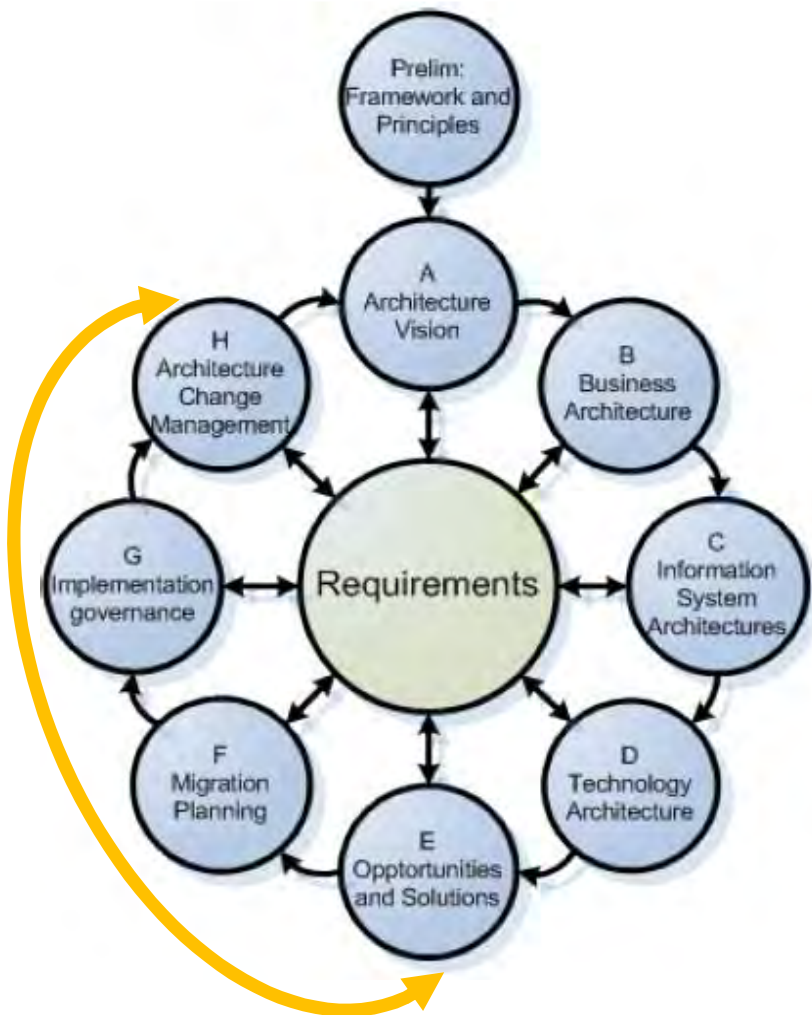 Prelim:
Framework and
Principles
A
Architecture
Vision
B
Business
Architecture
C
Information
System
Architectures
D
Technology
Architecture
E
Opptortunities
and Solutions
F
Migration
Planning
G
Implementation
governance
H
Architecture
Change
Management
Requirements